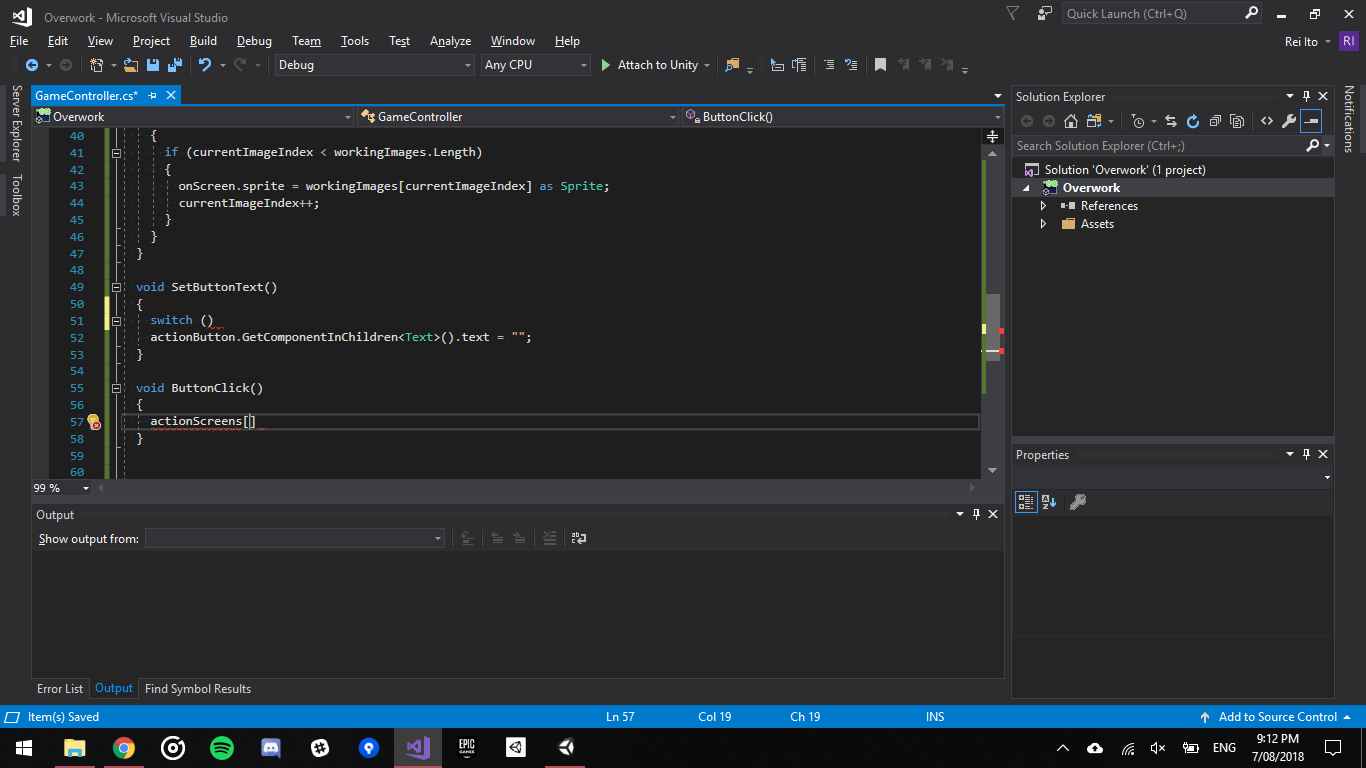 Overwork - Microsoft Visual Studio
Quick Launch (Ctrl+Q)
File Edit View Project Build Debug Team Tools Test Analyze Window Help
Rei Ito RI
Debug Any CPU Attach to Unity
Server Explorer
Toolbox
GameController.cs*
Overwork GameController ButtonClick()
40 {
41 if (currentImageIndex < workingImages.Length)
42 {
43 onScreen.sprite = workingImages[currentImageIndex] as Sprite;
44 currentImageIndex++;
45 }
46 }
47 }
48
49 void SetButtonText()
50 {
51 switch ()
52 actionButton.GetComponentInChildren<Text>().text = "";
53 }
54
55 void ButtonClick()
56 {
57 actionScreens[]
58 }
59
60
99 %
Output
Show output from:
Error List Output Find Symbol Results
Solution Explorer
Search Solution Explorer (Ctrl+;)
Solution 'Overwork' (1 project)
Overwork
References
Assets
Properties
Notifications
Item(s) Saved Ln 57 Col 19 Ch 19 INS Add to Source Control
EPIC
GAMES
ENG
9:12 PM
7/08/2018